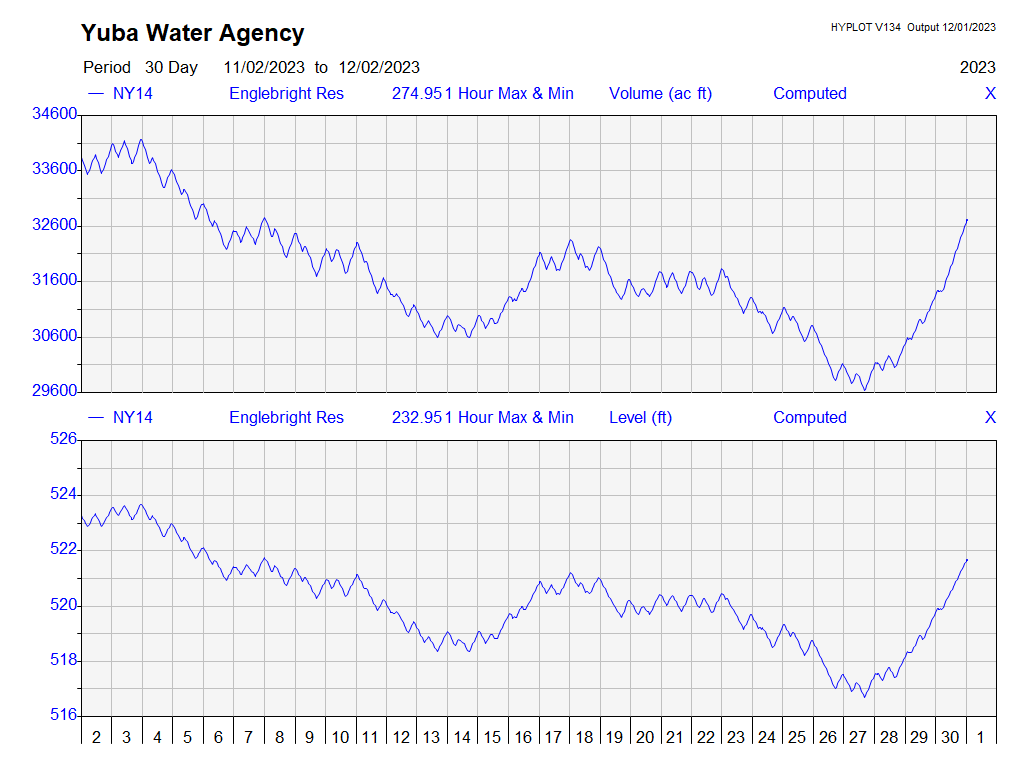 Yuba Water Agency
HYPLOT V134 Output 12/01/2023
Period 30 Day 11/02/2023 to 12/02/2023
2023
— NY14 Englebright Res 274.951 Hour Max & Min Volume (ac ft) Computed X
34600
33600
32600
31600
30600
29600
— NY14 Englebright Res 232.951 Hour Max & Min Level (ft) Computed X
526
524
522
520
518
516
2 3 4 5 6 7 8 9 10 11 12 13 14 15 16 17 18 19 20 21 22 23 24 25 26 27 28 29 30 1